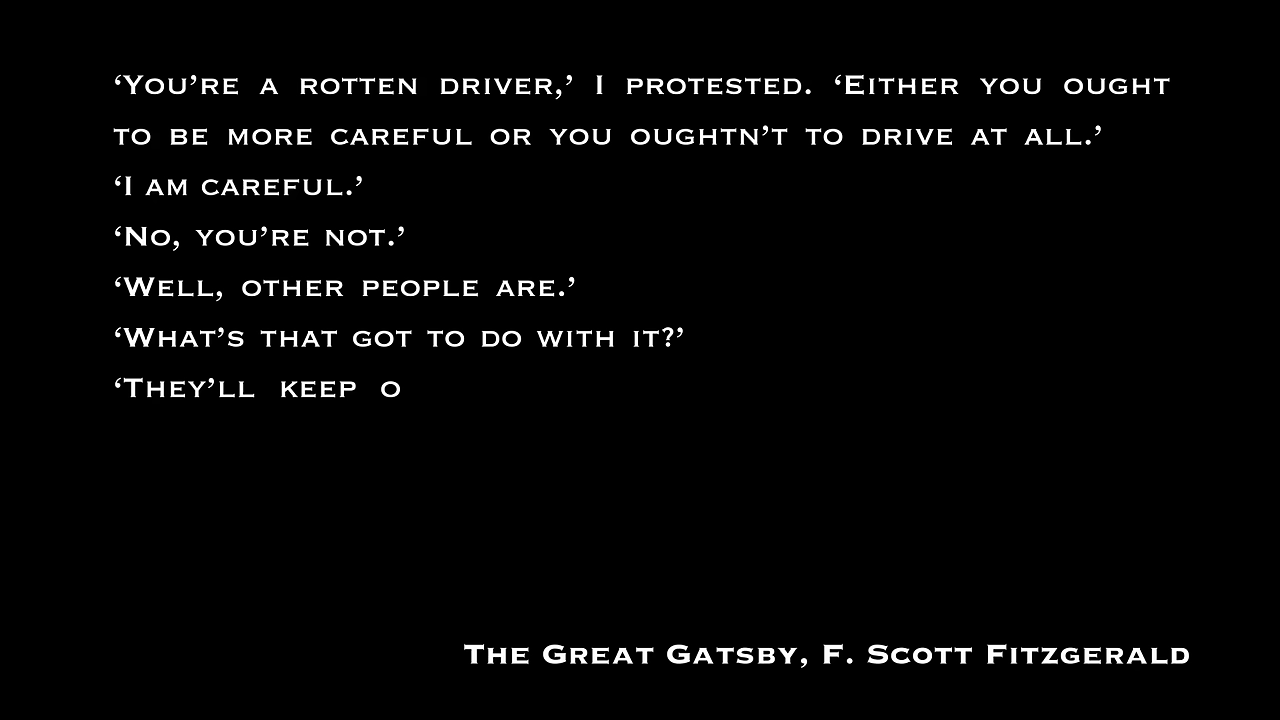 ‘You’re a rotten driver,’ I protested. ‘Either you ought
to be more careful or you oughtn’t to drive at all.’
‘I am careful.’
‘No, you’re not.’
‘Well, other people are.’
‘What’s that got to do with it?’
‘They’ll keep o
The Great Gatsby, F. Scott Fitzgerald